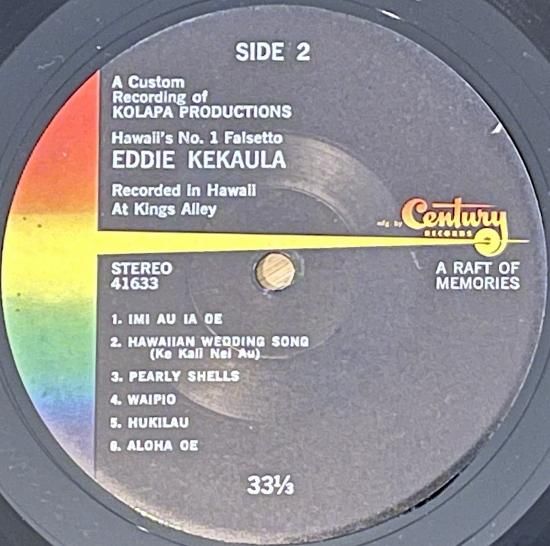 SIDE 2
A Custom
Recording of
KOLAPA PRODUCTIONS
Hawaii's No. 1 Falsetto
EDDIE KEKAULA
Recorded in Hawaii
At Kings Alley
mfg. by
Century
RECORDS
STEREO
41633
A RAFT OF
MEMORIES
1. IMI AU IA OE
2. HAWAIIAN WEDDING SONG
(Ke Kali Nei Au)
3. PEARLY SHELLS
4. WAIPIO
5. HUKILAU
6. ALOHA OE
33⅓